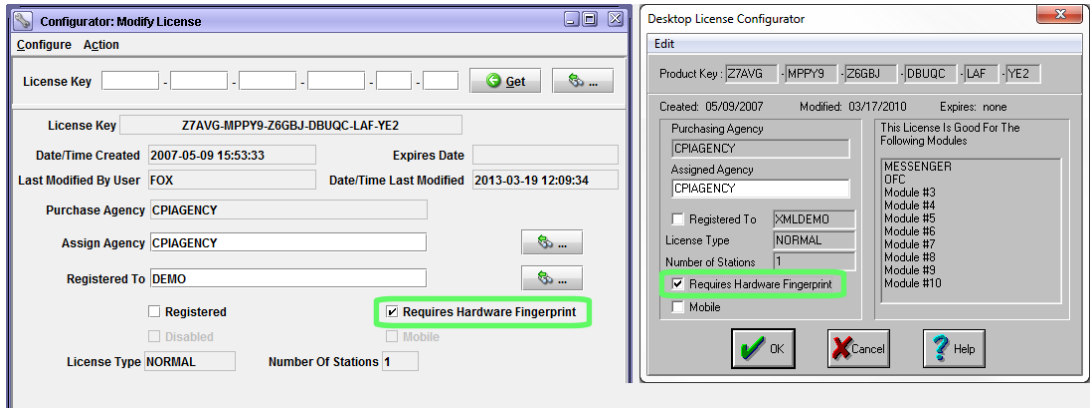 Configurator: Modify License
Configure Action
License Key - - - - - Get ...
License Key Z7AVG-MPPY9-Z6GBJ-DBUQC-LAF-YE2
Date/Time Created 2007-05-09 15:53:33 Expires Date
Last Modified By User FOX Date/Time Last Modified 2013-03-19 12:09:34
Purchase Agency CPIAGENCY
Assign Agency CPIAGENCY ...
Registered To DEMO ...
Registered Requires Hardware Fingerprint
Disabled Mobile
License Type NORMAL Number Of Stations 1
Desktop License Configurator
Edit
Product Key : Z7AVG - MPPY9 - Z6GBJ - DBUQC - LAF - YE2
Created: 05/09/2007 Modified: 03/17/2010 Expires: none
Purchasing Agency
CPIAGENCY
Assigned Agency
CPIAGENCY
Registered To XMLDEMO
License Type NORMAL
Number of Stations 1
Requires Hardware Fingerprint
Mobile
This License Is Good For The
Following Modules
MESSENGER
OFC
Module #3
Module #4
Module #5
Module #6
Module #7
Module #8
Module #9
Module #10
OK Cancel Help